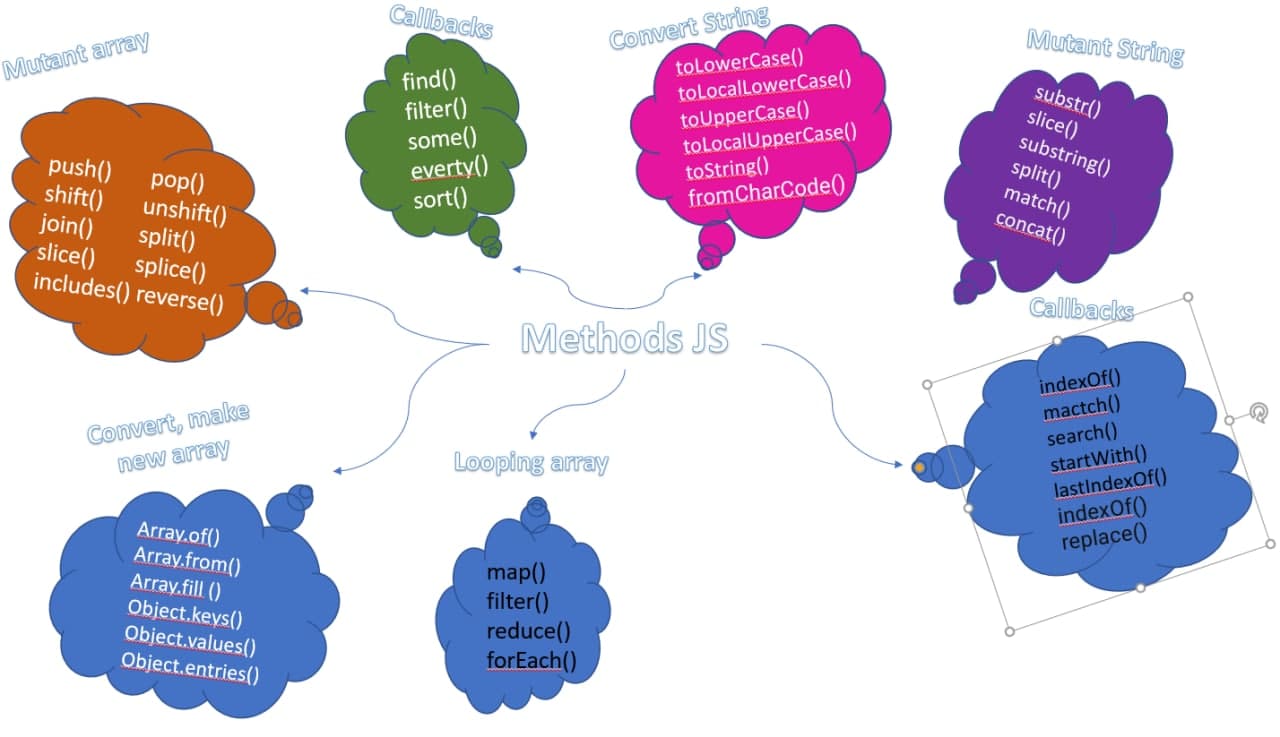 Mutant array
push()
shift()
join()
slice()
includes()
pop()
unshift()
split()
splice()
reverse()
Callbacks
find()
filter()
some()
everty()
sort()
Convert String
toLowerCase()
toLocalLowerCase()
toUpperCase()
toLocalUpperCase()
toString()
fromCharCode()
Mutant String
substr()
slice()
substring()
split()
match()
concat()
Methods JS
Callbacks
indexOf()
mactch()
search()
startWith()
lastIndexOf()
indexOf()
replace()
Convert, make
new array
Array.of()
Array.from()
Array.fill ()
Object.keys()
Object.values()
Object.entries()
Looping array
map()
filter()
reduce()
forEach()